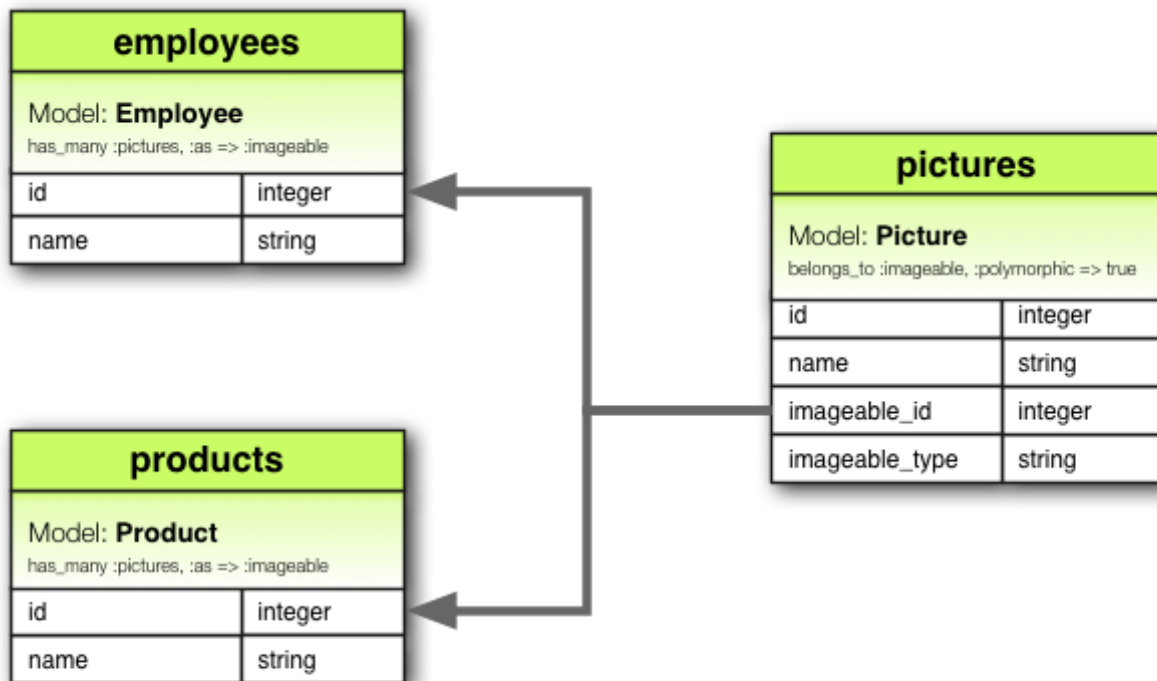 employees
Model: Employee
has_many :pictures, :as => :imageable
id integer
name string
products
Model: Product
has_many :pictures, :as => :imageable
id integer
name string
pictures
Model: Picture
belongs_to :imageable, :polymorphic => true
id integer
name string
imageable_id integer
imageable_type string